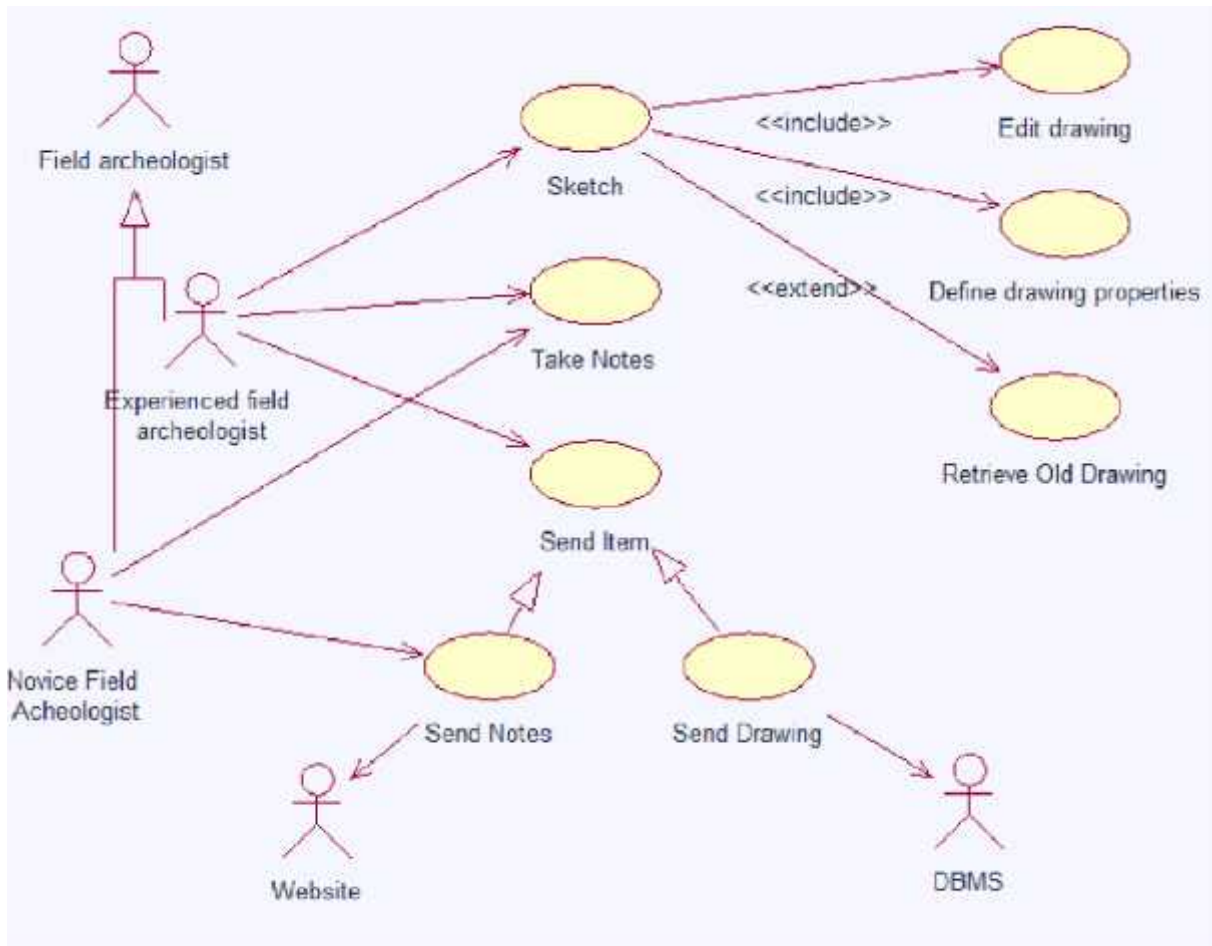 Field archeologist
Sketch
<<include>>
Edit drawing
<<include>>
Define drawing properties
<<extend>>
Take Notes
Experienced field
archeologist
Retrieve Old Drawing
Send Item
Novice Field
Acheologist
Send Notes
Send Drawing
Website
DBMS